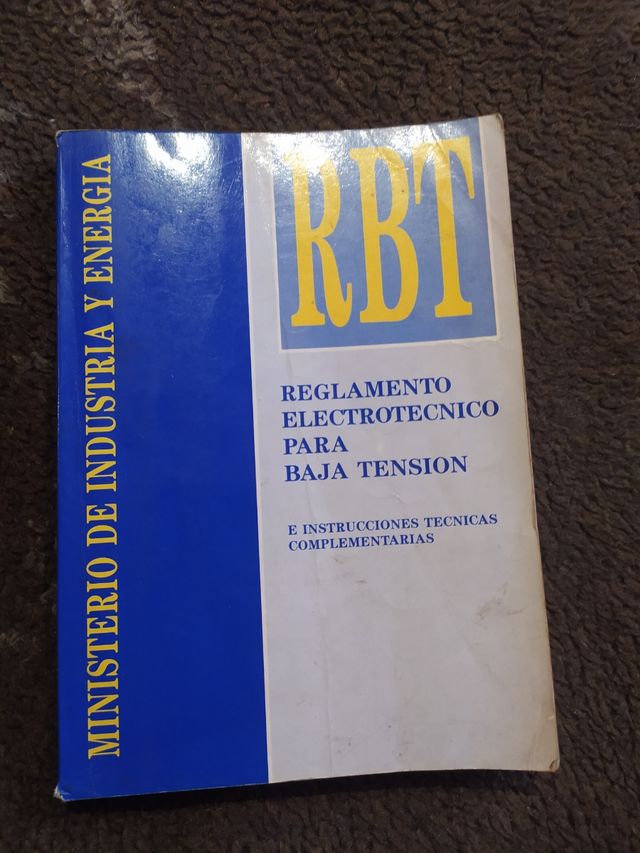 MINISTERIO DE INDUSTRIA Y ENERGIA
RBT
REGLAMENTO
ELECTROTECNICO
PARA
BAJA TENSION
E INSTRUCCIONES TECNICAS
COMPLEMENTARIAS